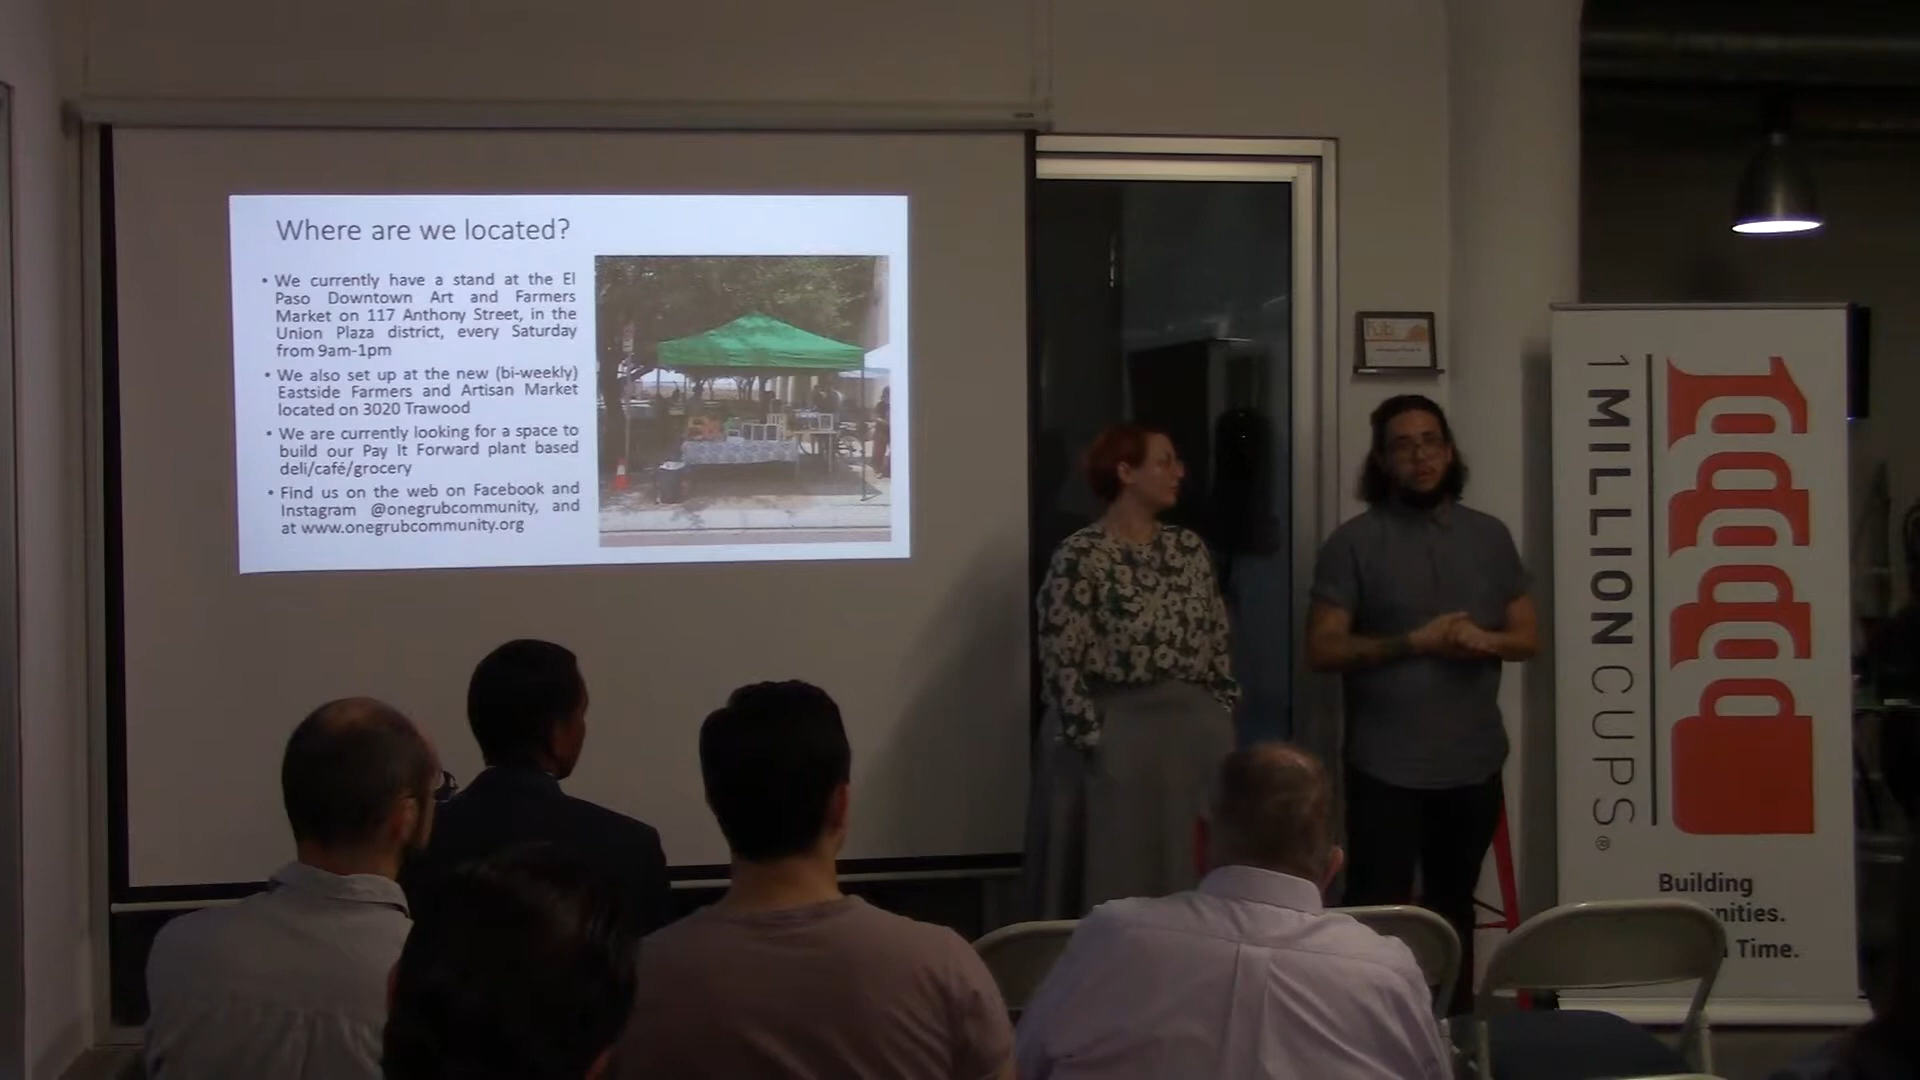 Where are we located?
• We currently have a stand at the El
Paso Downtown Art and Farmers
Market on 117 Anthony Street, in the
Union Plaza district, every Saturday
from 9am-1pm
• We also set up at the new (bi-weekly)
Eastside Farmers and Artisan Market
located on 3020 Trawood
• We are currently looking for a space to
build our Pay It Forward plant based
deli/café/grocery
• Find us on the web on Facebook and
Instagram @onegrubcommunity, and
at www.onegrubcommunity.org
hub
1 MILLION CUPS®
Building
nities.
Time.